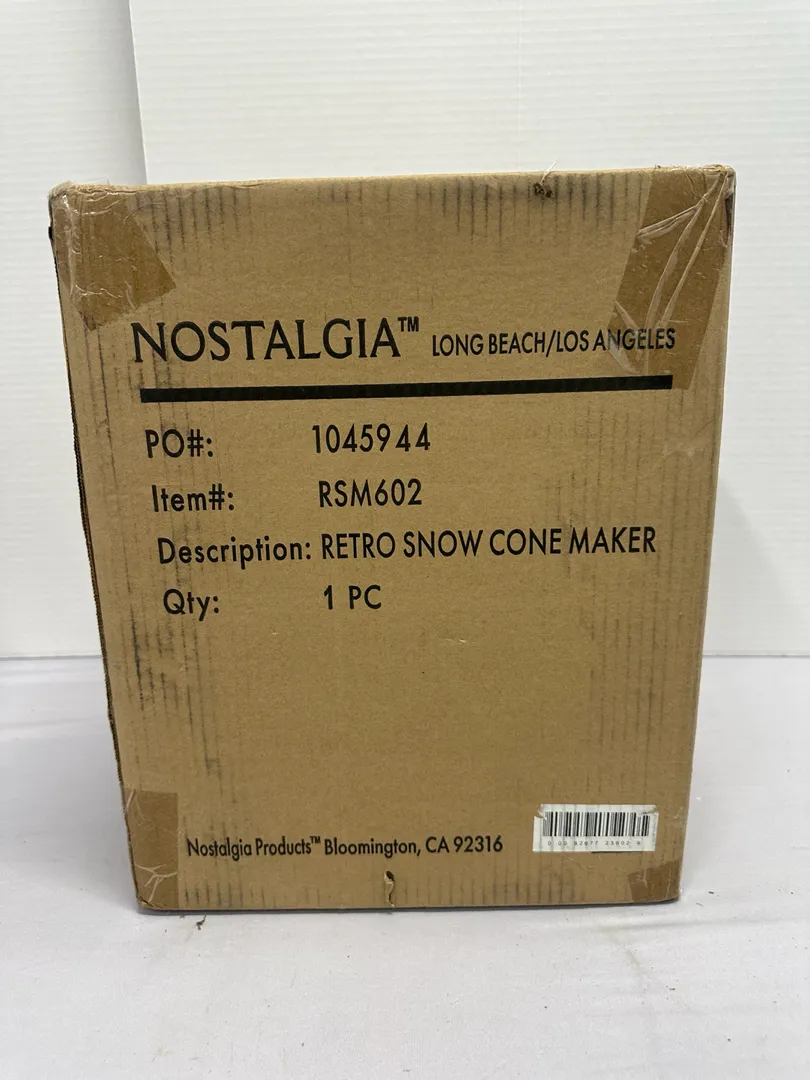 NOSTALGIA™ LONG BEACH/LOS ANGELES
PO#: 1045944
Item#: RSM602
Description: RETRO SNOW CONE MAKER
Qty: 1 PC
Nostalgia Products™ Bloomington, CA 92316